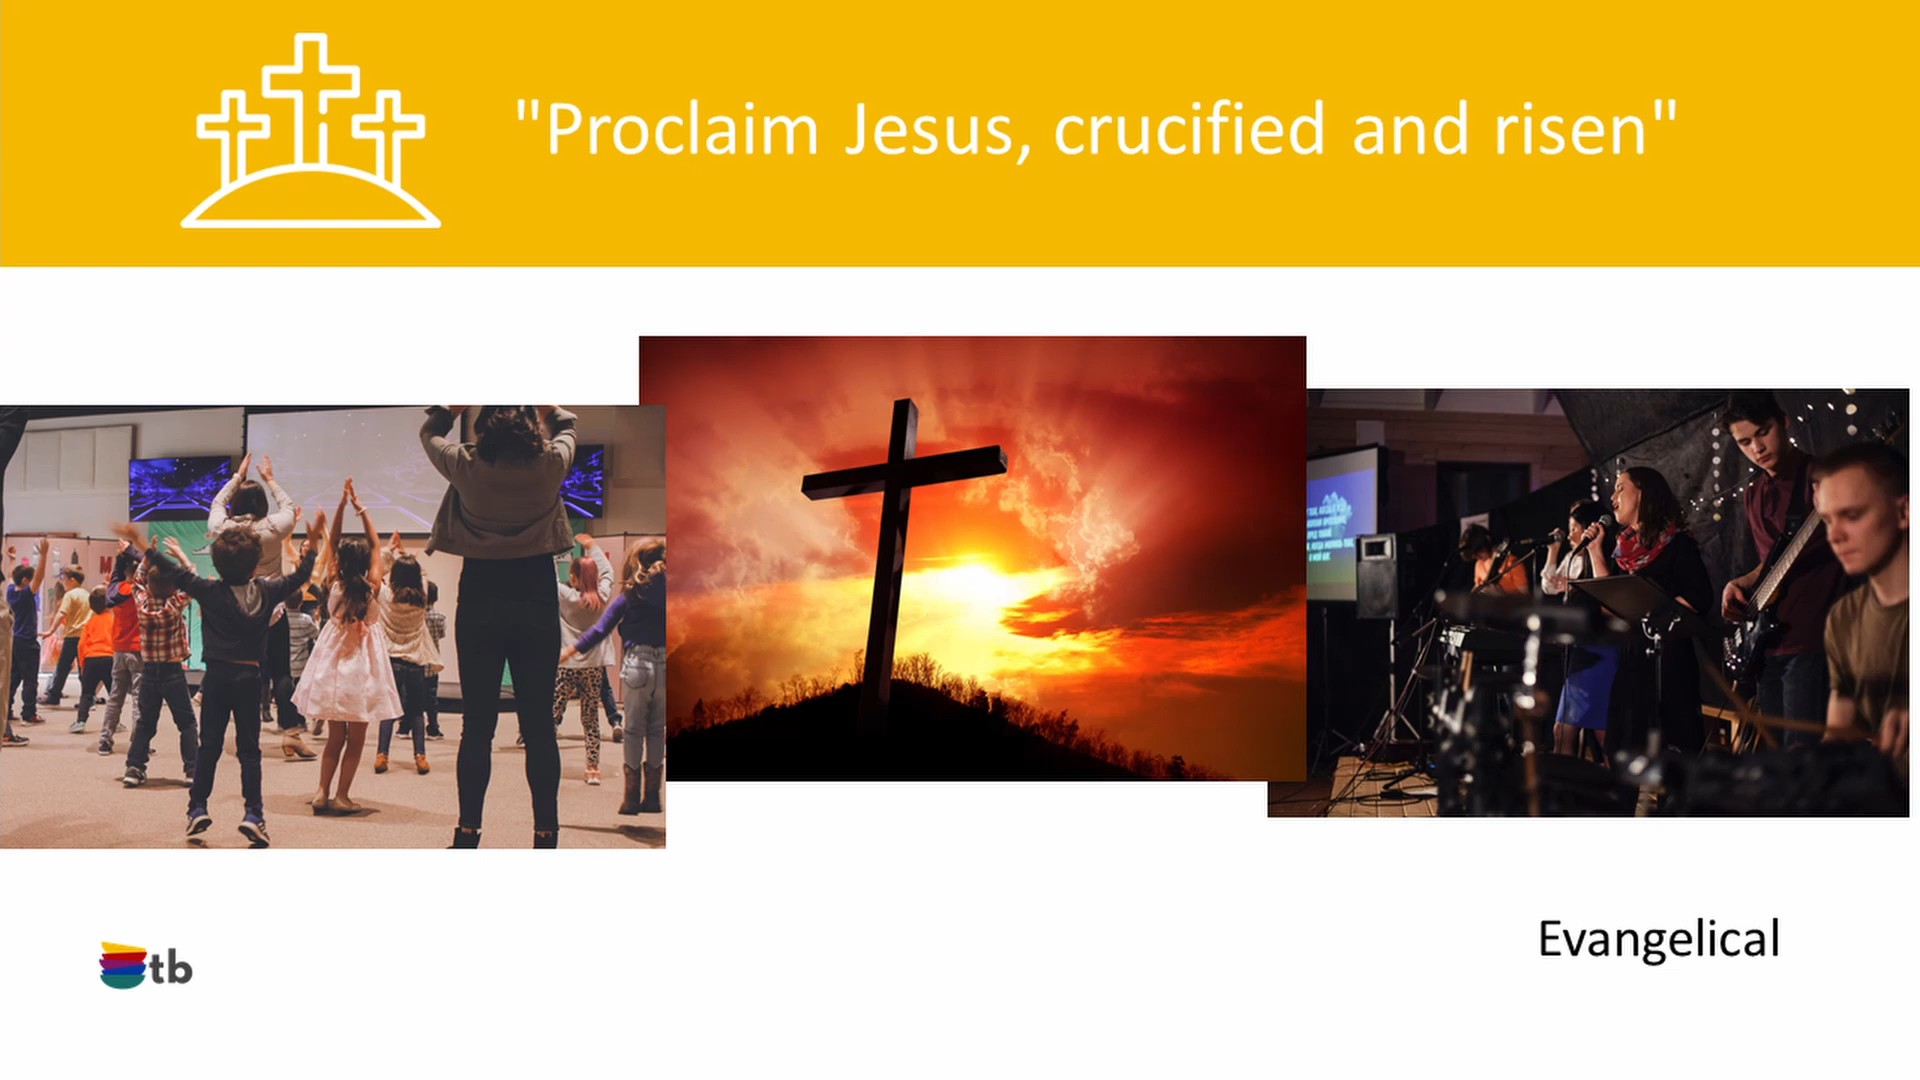 "Proclaim Jesus, crucified and risen"
Evangelical
tb